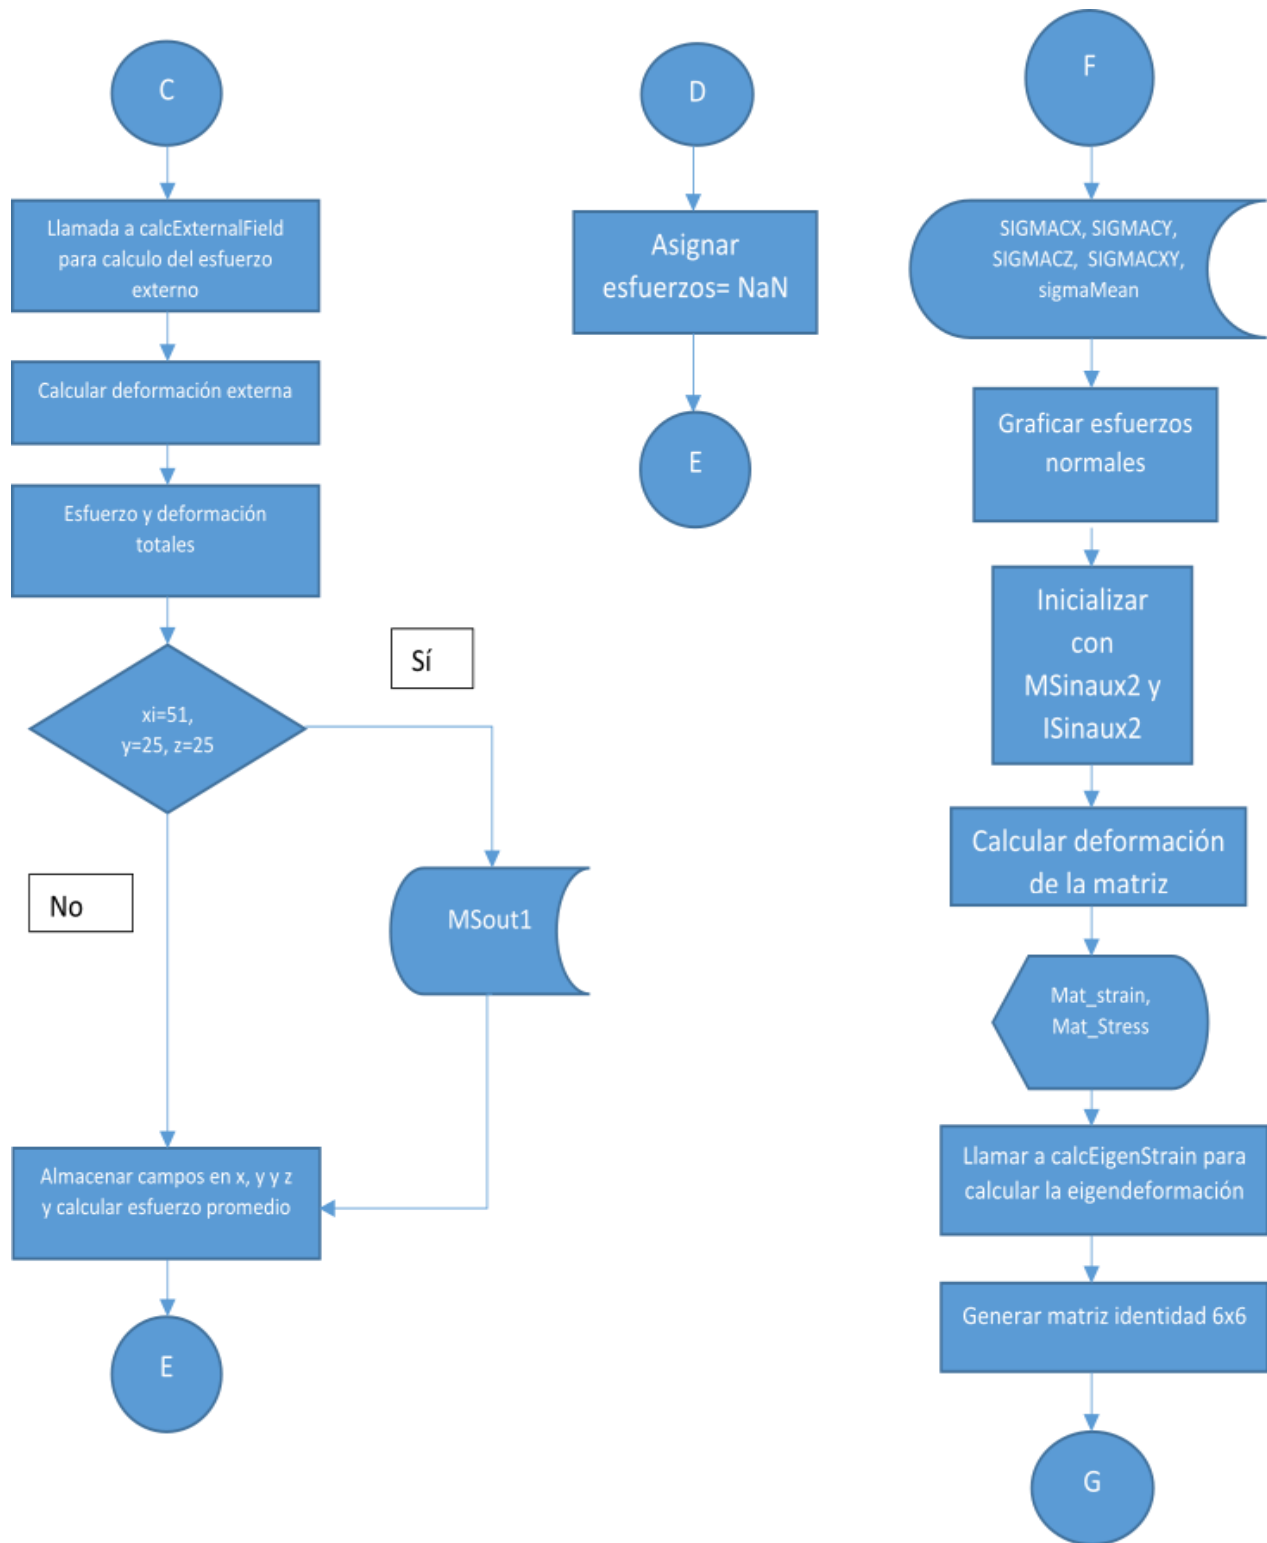 C
Llamada a calcExternalField
para calculo del esfuerzo
externo
Calcular deformación externa
Esfuerzo y deformación
totales
xi=51,
y=25, z=25
Sí
No
MSout1
Almacenar campos en x, y y z
y calcular esfuerzo promedio
E
D
Asignar
esfuerzos= NaN
E
F
SIGMACX, SIGMACY,
SIGMACZ, SIGMACXY,
sigmaMean
Graficar esfuerzos
normales
Inicializar
con
MSinaux2 y
ISinaux2
Calcular deformación
de la matriz
Mat_strain,
Mat_Stress
Llamar a calcEigenStrain para
calcular la eigendeformación
Generar matriz identidad 6x6
G